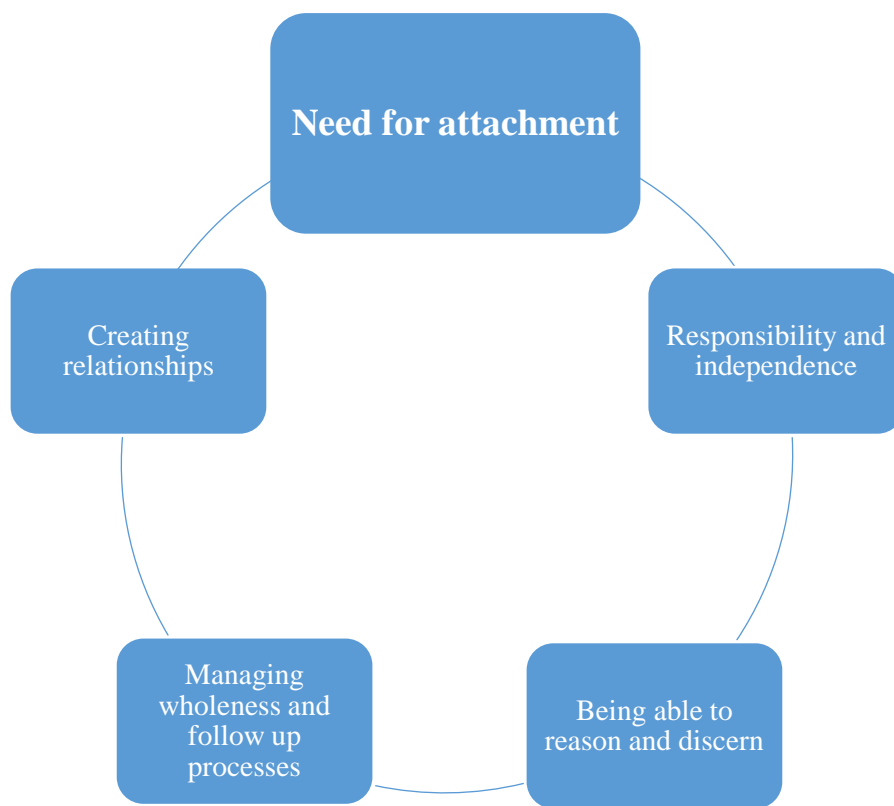 Need for attachment
Creating
relationships
Responsibility and
independence
Managing
wholeness and
follow up
processes
Being able to
reason and discern